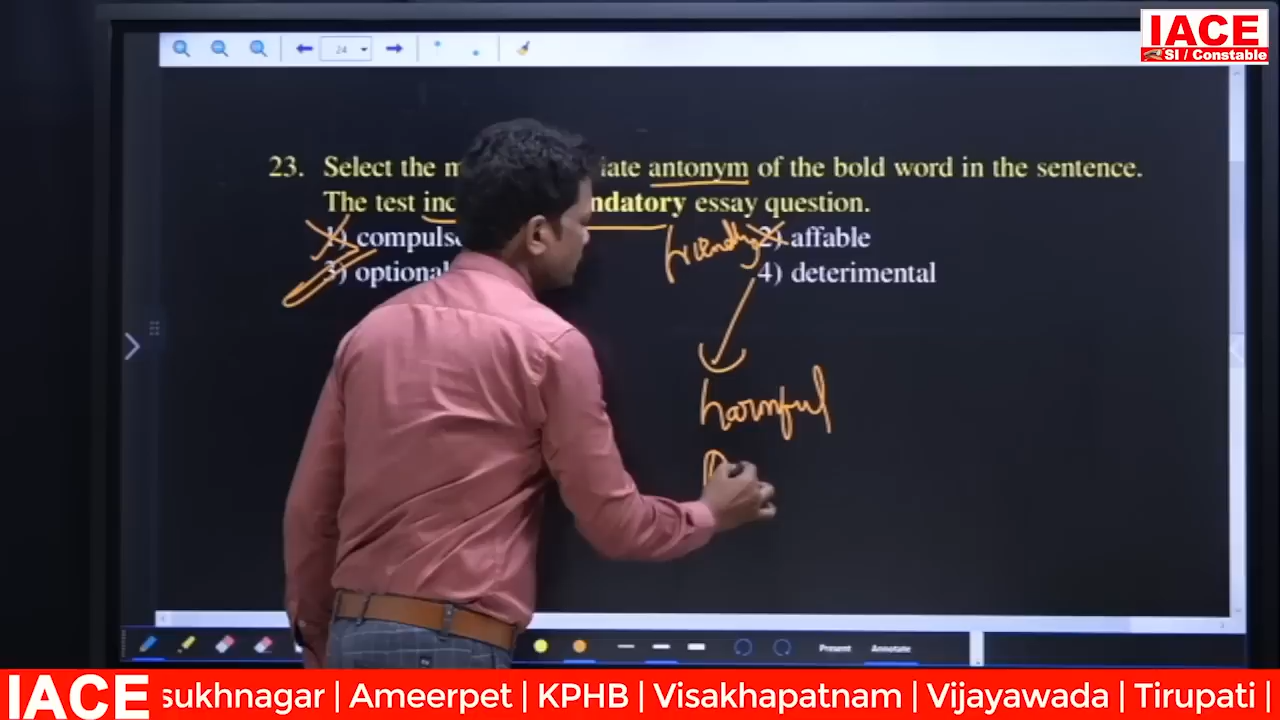 IACE
SI / Constable
24
23. Select the m iate antonym of the bold word in the sentence.
The test inc ndatory essay question.
1) compuls friendly 2) affable
3) optional 4) deterimental
harmful
Present Annotate
IACE sukhnagar | Ameerpet | KPHB | Visakhapatnam | Vijayawada | Tirupati |